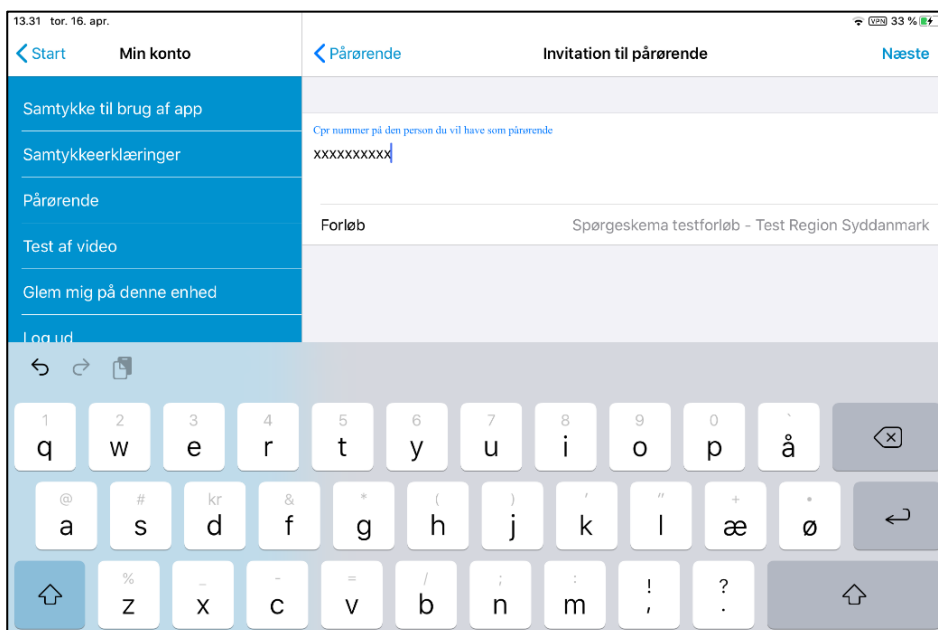 13.31 tor. 16. apr.
VPN 33 %
Start
Min konto
Pårørende
Invitation til pårørende
Næste
Samtykke til brug af app
Samtykkeerklæringer
Pårørende
Test af video
Glem mig på denne enhed
Log ud
Cpr nummer på den person du vil have som pårørende
xxxxxxxxxx
Forløb
Spørgeskema testforløb - Test Region Syddanmark
1 2 3 4 5 6 7 8 9 0 `
q w e r t y u i o p å
@ # kr & * ( ) ' " + •
a s d f g h j k l æ ø
% _ - = / ; : ! ?
z x c v b n m , .